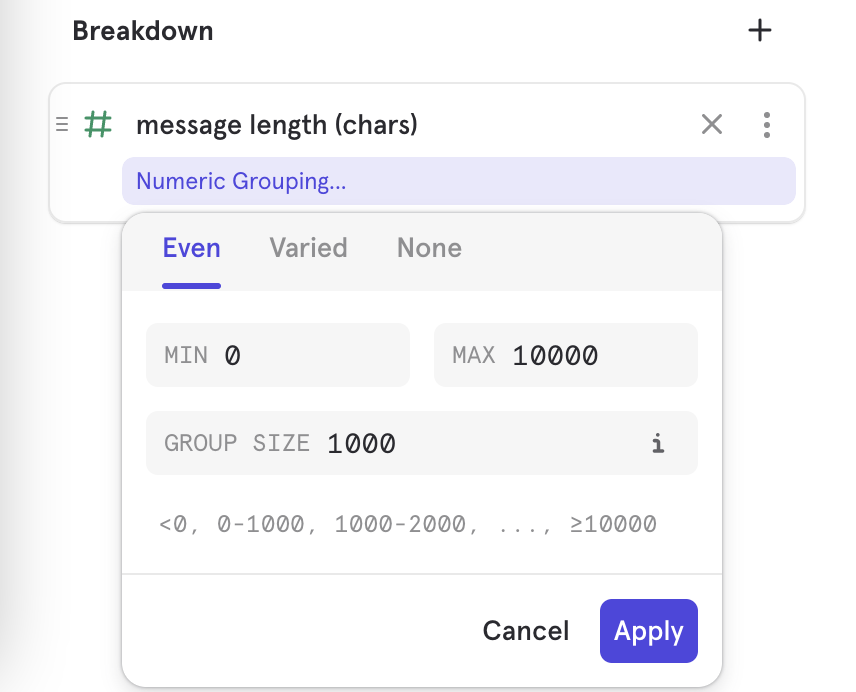 Breakdown +
# message length (chars)
Numeric Grouping...
Even Varied None
MIN 0 MAX 10000
GROUP SIZE 1000 i
<0, 0-1000, 1000-2000, ..., ≥10000
Cancel Apply